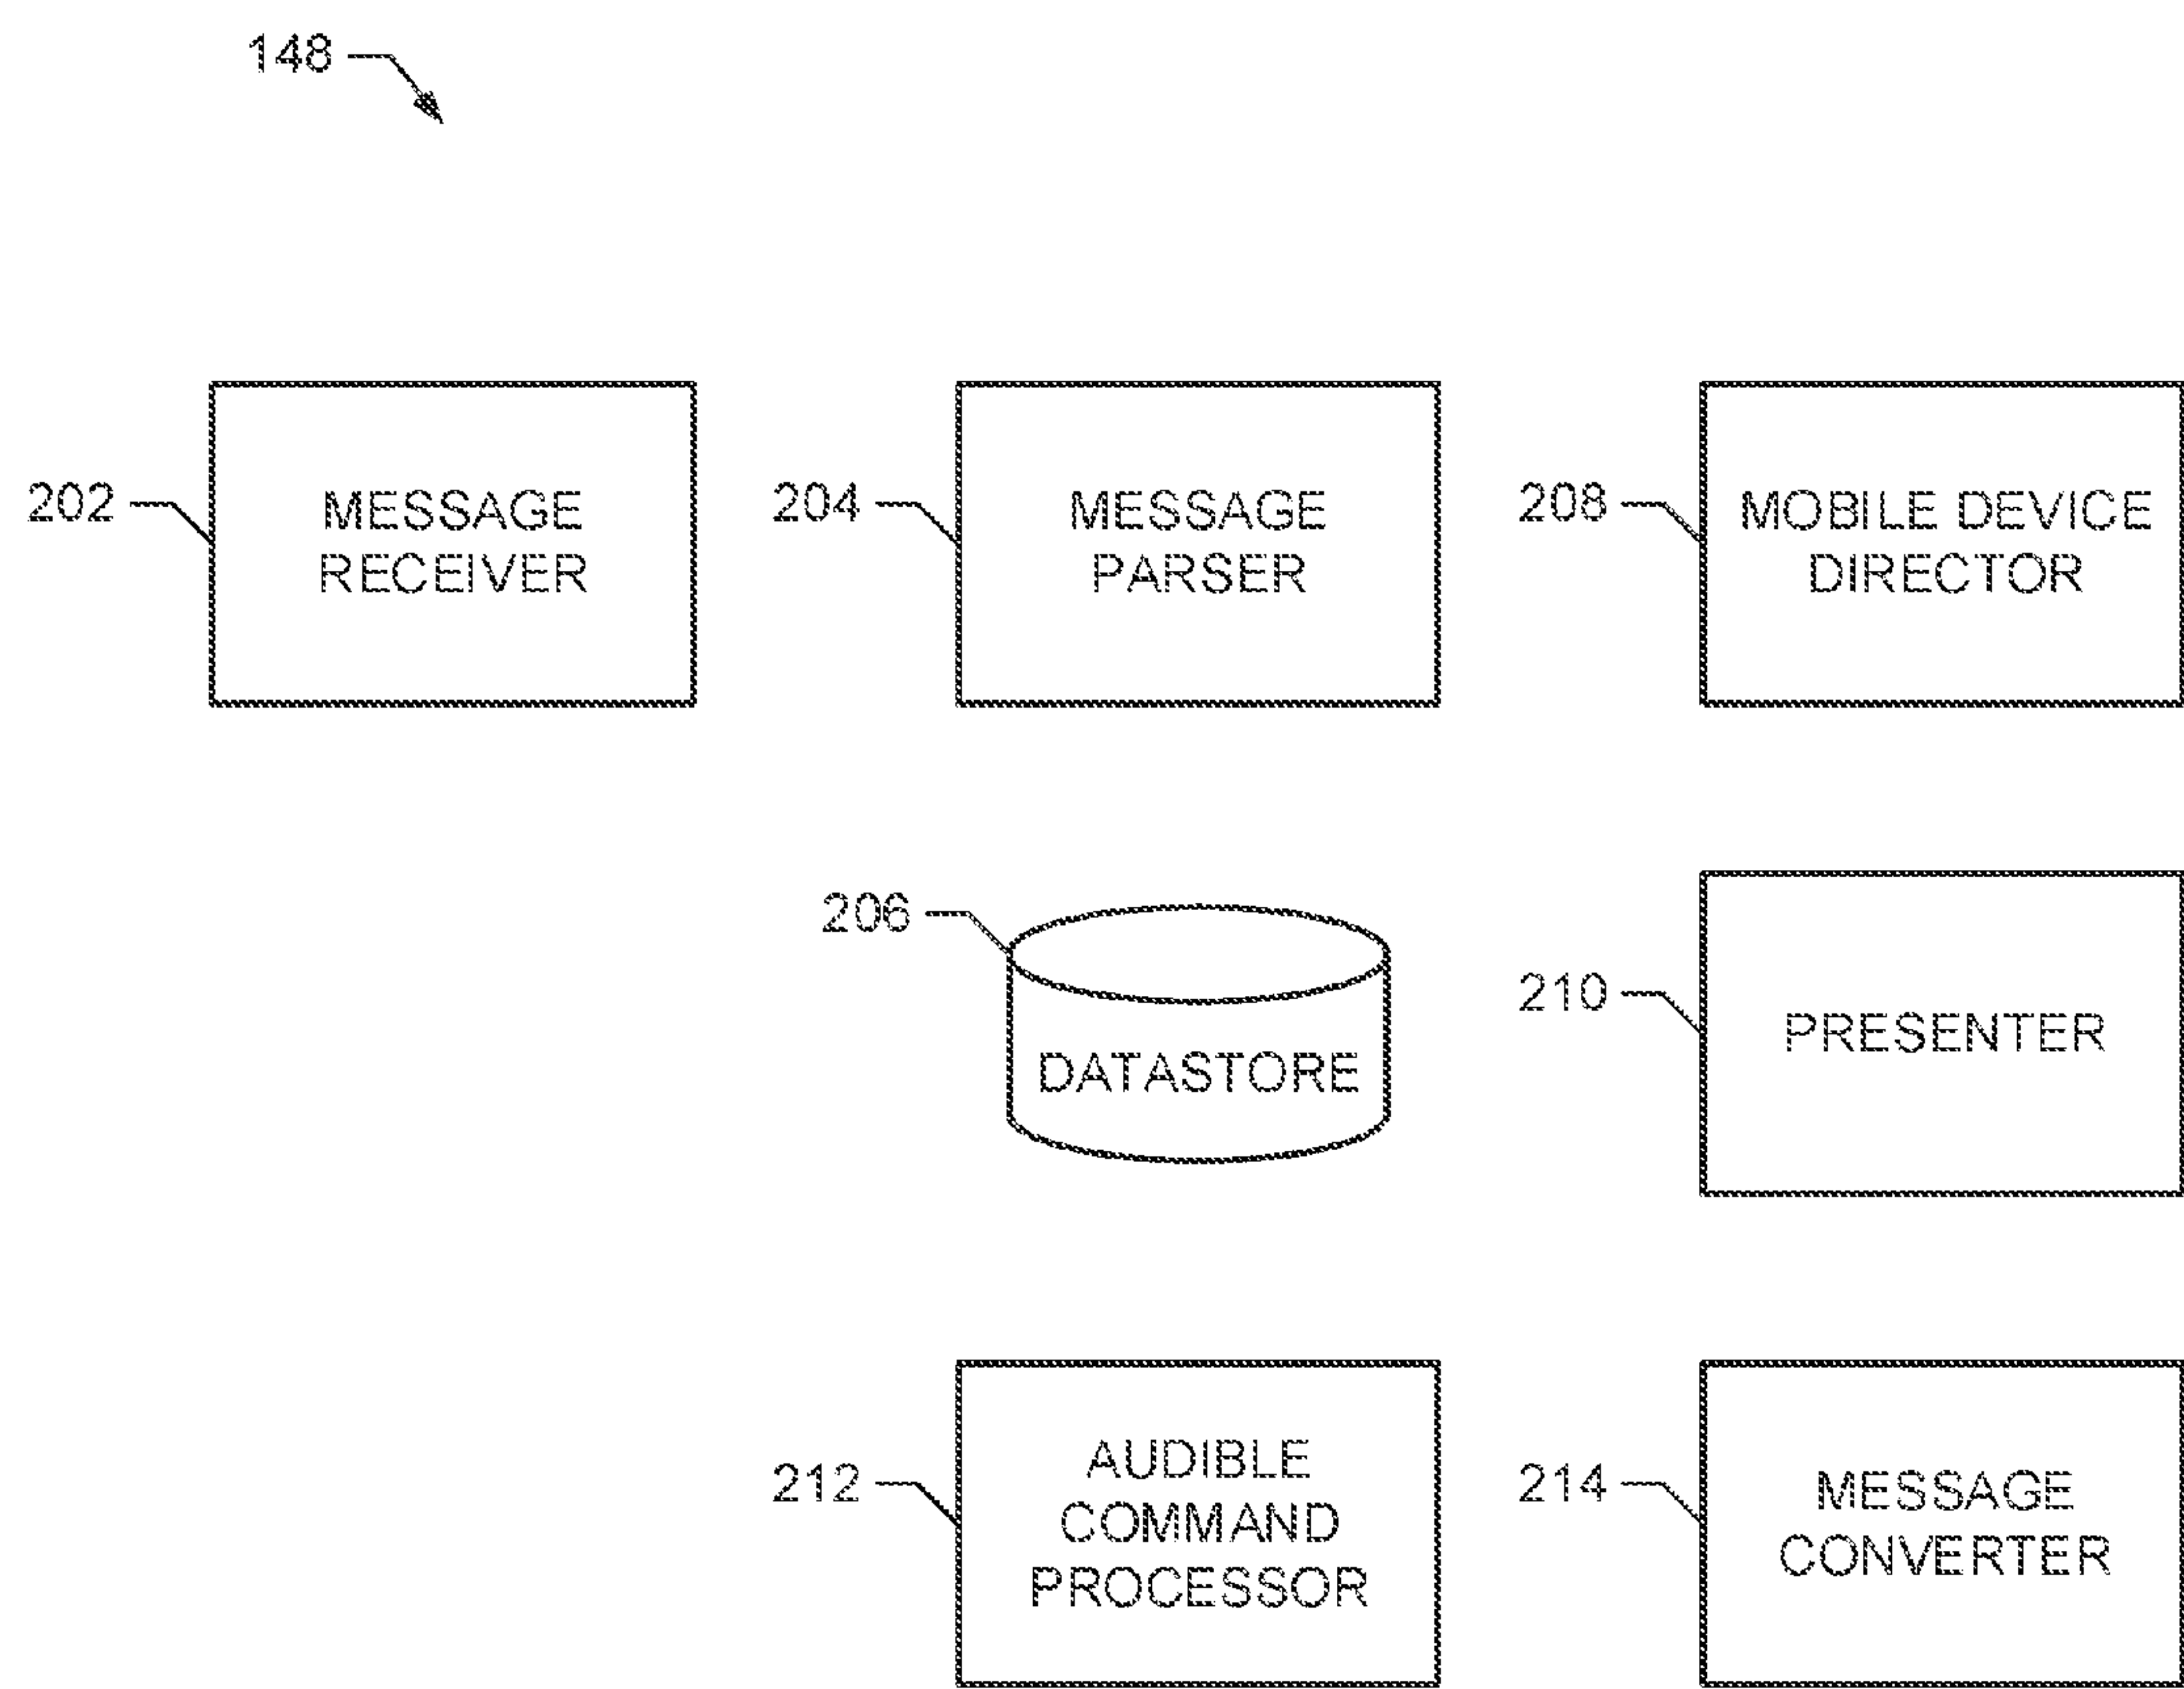 148
202
MESSAGE
RECEIVER
204
MESSAGE
PARSER
208
MOBILE DEVICE
DIRECTOR
206
DATASTORE
210
PRESENTER
212
AUDIBLE
COMMAND
PROCESSOR
214
MESSAGE
CONVERTER